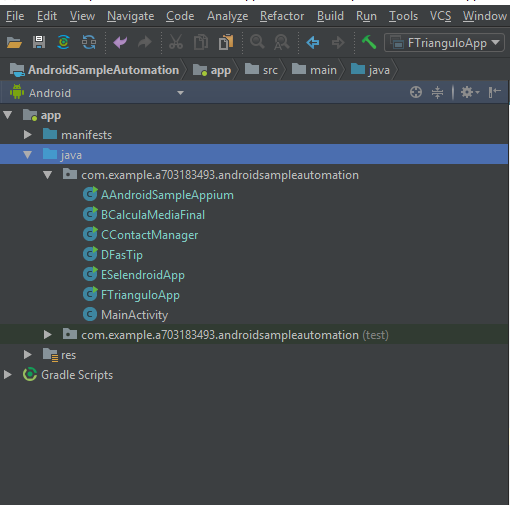 File Edit View Navigate Code Analyze Refactor Build Run Tools VCS Window
FTrianguloApp
AndroidSampleAutomation app src main java
Android
app
manifests
java
com.example.a703183493.androidsampleautomation
AAndroidSampleAppium
BCalculaMediaFinal
CContactManager
DFasTip
ESelendroidApp
FTrianguloApp
MainActivity
com.example.a703183493.androidsampleautomation (test)
res
Gradle Scripts